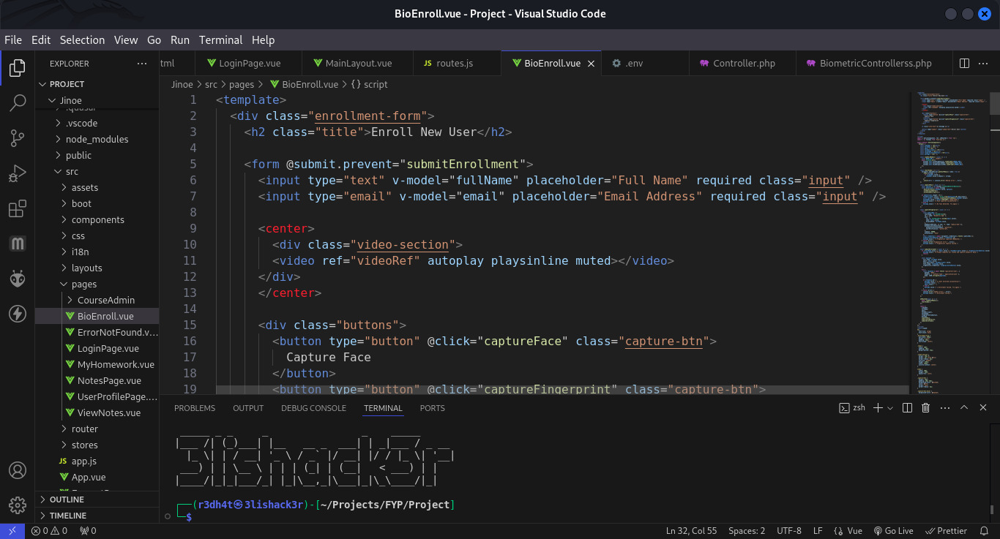 BioEnroll.vue - Project - Visual Studio Code
File Edit Selection View Go Run Terminal Help
EXPLORER
PROJECT
Jinoe
.quasar
.vscode
node_modules
public
src
assets
boot
components
css
i18n
layouts
pages
CourseAdmin
BioEnroll.vue
ErrorNotFound.v...
LoginPage.vue
MyHomework.vue
NotesPage.vue
UserProfilePage....
ViewNotes.vue
router
stores
JS app.js
App.vue
OUTLINE
TIMELINE
tml LoginPage.vue MainLayout.vue JS routes.js BioEnroll.vue .env Controller.php BiometricControllerss.php
Jinoe > src > pages > BioEnroll.vue > {} script
1 <template>
2 <div class="enrollment-form">
3 <h2 class="title">Enroll New User</h2>
4
5 <form @submit.prevent="submitEnrollment">
6 <input type="text" v-model="fullName" placeholder="Full Name" required class="input" />
7 <input type="email" v-model="email" placeholder="Email Address" required class="input" />
8
9 <center>
10 <div class="video-section">
11 <video ref="videoRef" autoplay playsinline muted></video>
12 </div>
13 </center>
14
15 <div class="buttons">
16 <button type="button" @click="captureFace" class="capture-btn">
17 Capture Face
18 </button>
19 <button type="button" @click="captureFingerprint" class="capture-btn">
PROBLEMS OUTPUT DEBUG CONSOLE TERMINAL PORTS
zsh
3lishack3r
(r3dh4t㉿3lishack3r)-[~/Projects/FYP/Project]
$
0 0 0
Ln 32, Col 55 Spaces: 2 UTF-8 LF {} Vue Go Live Prettier